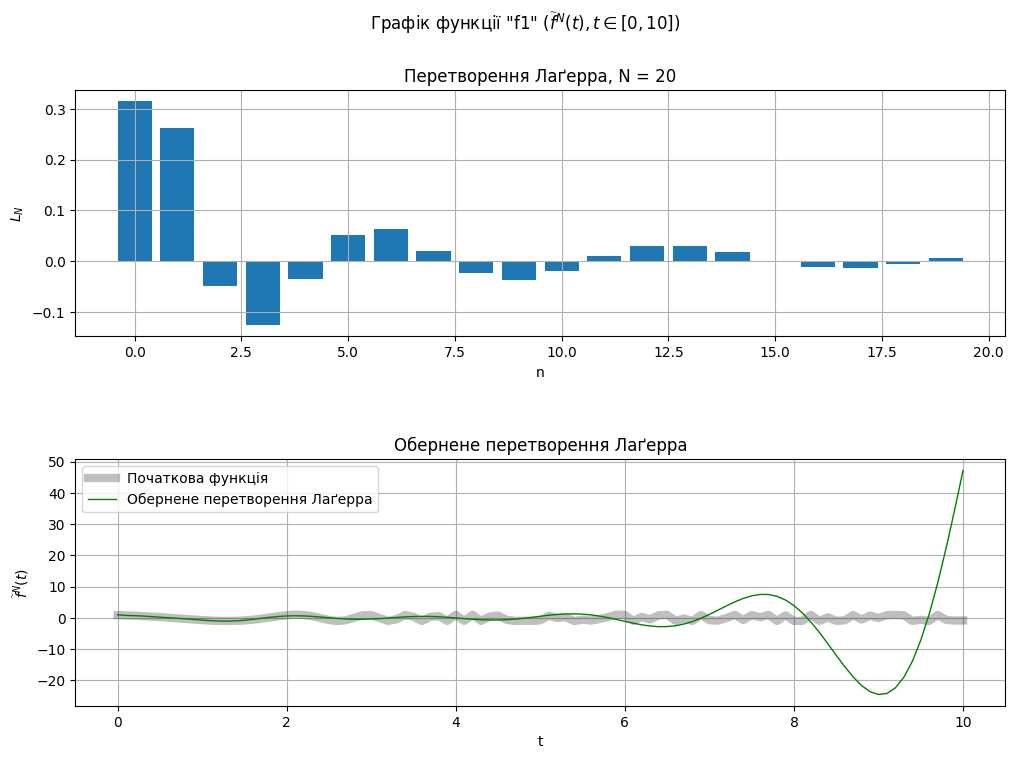 Графік функції "f1" ($\widetilde{f}^N(t), t \in [0, 10]$)
Перетворення Лаґерра, N = 20
0.3
0.2
0.1
0.0
−0.1
$L_N$
0.0 2.5 5.0 7.5 10.0 12.5 15.0 17.5 20.0
n
Обернене перетворення Лаґерра
50
40
30
20
10
0
−10
−20
$\widetilde{f}^N(t)$
Початкова функція
Обернене перетворення Лаґерра
0 2 4 6 8 10
t